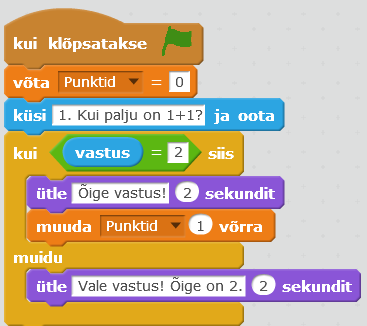 kui klõpsatakse
võta Punktid = 0
küsi 1. Kui palju on 1+1? ja oota
kui vastus = 2 siis
ütle Õige vastus! 2 sekundit
muuda Punktid 1 võrra
muidu
ütle Vale vastus! Õige on 2. 2 sekundit